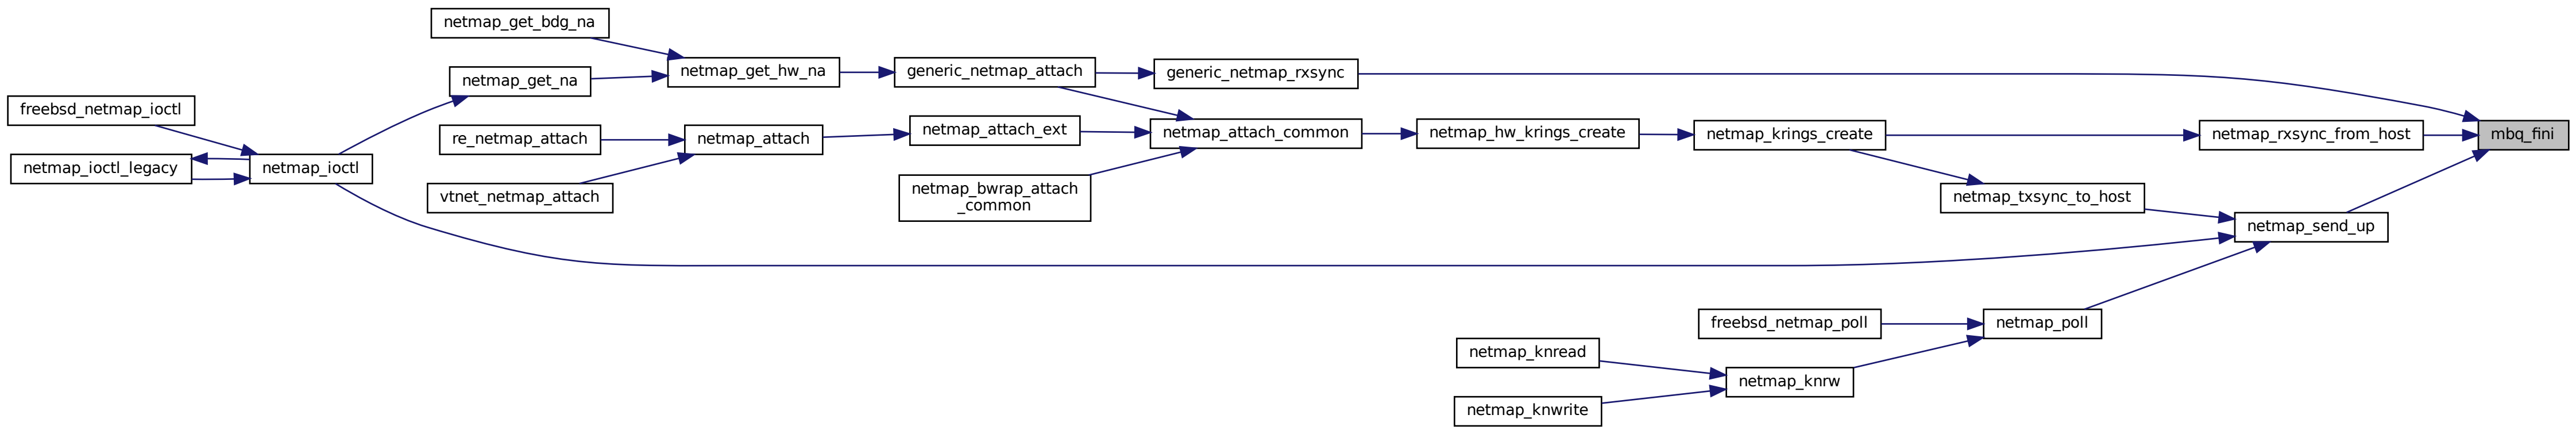 netmap_get_bdg_na
netmap_get_hw_na
generic_netmap_attach
generic_netmap_rxsync
netmap_get_na
freebsd_netmap_ioctl
netmap_attach_ext
netmap_attach_common
netmap_hw_krings_create
netmap_krings_create
netmap_rxsync_from_host
mbq_fini
re_netmap_attach
netmap_attach
netmap_ioctl_legacy
netmap_ioctl
vtnet_netmap_attach
netmap_bwrap_attach
_common
netmap_txsync_to_host
netmap_send_up
freebsd_netmap_poll
netmap_poll
netmap_knread
netmap_knrw
netmap_knwrite